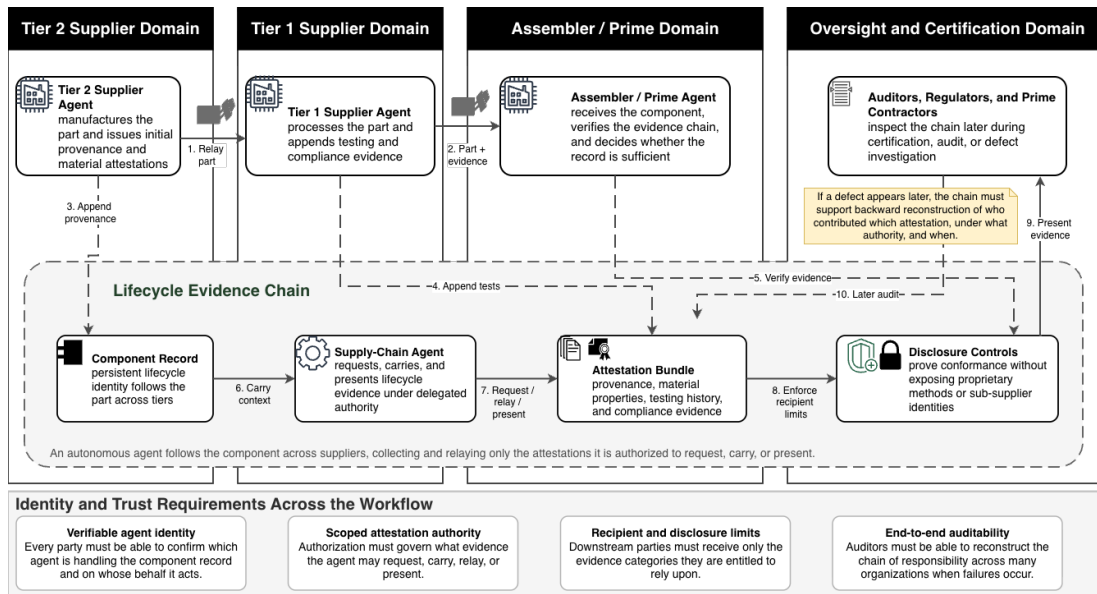 Tier 2 Supplier Domain
Tier 1 Supplier Domain
Assembler / Prime Domain
Oversight and Certification Domain
Tier 2 Supplier
Agent
manufactures the
part and issues initial
provenance and
material attestations
1. Relay
part
Tier 1 Supplier Agent
processes the part and
appends testing and
compliance evidence
2. Part +
evidence
Assembler / Prime Agent
receives the component,
verifies the evidence chain,
and decides whether the
record is sufficient
Auditors, Regulators, and Prime
Contractors
inspect the chain later during
certification, audit, or defect
investigation
If a defect appears later, the chain must
support backward reconstruction of who
contributed which attestation, under what
authority, and when.
3. Append
provenance
9. Present
evidence
Lifecycle Evidence Chain
4. Append tests
5. Verify evidence
10. Later audit
Component Record
persistent lifecycle
identity follows the
part across tiers
6. Carry
context
Supply-Chain Agent
requests, carries, and
presents lifecycle
evidence under delegated
authority
7. Request /
relay /
present
Attestation Bundle
provenance, material
properties, testing history,
and compliance evidence
8. Enforce
recipient
limits
Disclosure Controls
prove conformance without
exposing proprietary
methods or sub-supplier
identities
An autonomous agent follows the component across suppliers, collecting and relaying only the attestations it is authorized to request, carry, or present.
Identity and Trust Requirements Across the Workflow
Verifiable agent identity
Every party must be able to confirm which
agent is handling the component record
and on whose behalf it acts.
Scoped attestation authority
Authorization must govern what evidence
the agent may request, carry, relay, or
present.
Recipient and disclosure limits
Downstream parties must receive only the
evidence categories they are entitled to
rely upon.
End-to-end auditability
Auditors must be able to reconstruct the
chain of responsibility across many
organizations when failures occur.